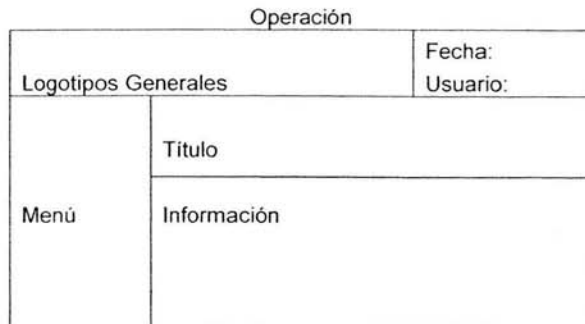 Operación
Fecha:
Logotipos Generales
Usuario:
Título
Menú
Información